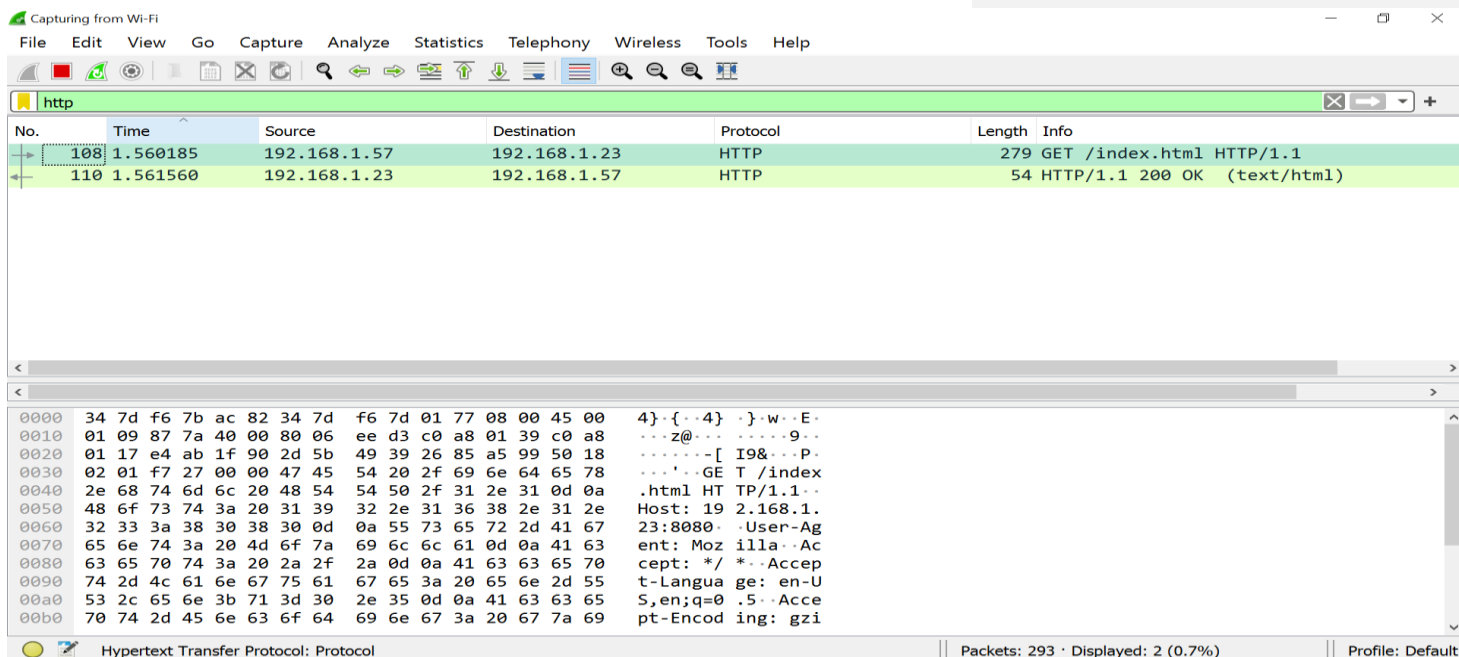 Capturing from Wi-Fi
File Edit View Go Capture Analyze Statistics Telephony Wireless Tools Help
http
No. Time Source Destination Protocol Length Info
108 1.560185 192.168.1.57 192.168.1.23 HTTP 279 GET /index.html HTTP/1.1
110 1.561560 192.168.1.23 192.168.1.57 HTTP 54 HTTP/1.1 200 OK (text/html)
0000 34 7d f6 7b ac 82 34 7d f6 7d 01 77 08 00 45 00 4}·{··4} ·}·w··E·
0010 01 09 87 7a 40 00 80 06 ee d3 c0 a8 01 39 c0 a8 ···z@··· ·····9··
0020 01 17 e4 ab 1f 90 2d 5b 49 39 26 85 a5 99 50 18 ······-[ I9&···P·
0030 02 01 f7 27 00 00 47 45 54 20 2f 69 6e 64 65 78 ···'··GE T /index
0040 2e 68 74 6d 6c 20 48 54 54 50 2f 31 2e 31 0d 0a .html HT TP/1.1··
0050 48 6f 73 74 3a 20 31 39 32 2e 31 36 38 2e 31 2e Host: 19 2.168.1.
0060 32 33 3a 38 30 38 30 0d 0a 55 73 65 72 2d 41 67 23:8080· ·User-Ag
0070 65 6e 74 3a 20 4d 6f 7a 69 6c 6c 61 0d 0a 41 63 ent: Moz illa··Ac
0080 63 65 70 74 3a 20 2a 2f 2a 0d 0a 41 63 63 65 70 cept: */ *··Accep
0090 74 2d 4c 61 6e 67 75 61 67 65 3a 20 65 6e 2d 55 t-Langua ge: en-U
00a0 53 2c 65 6e 3b 71 3d 30 2e 35 0d 0a 41 63 63 65 S,en;q=0 .5··Acce
00b0 70 74 2d 45 6e 63 6f 64 69 6e 67 3a 20 67 7a 69 pt-Encod ing: gzi
Hypertext Transfer Protocol: Protocol Packets: 293 · Displayed: 2 (0.7%) Profile: Default